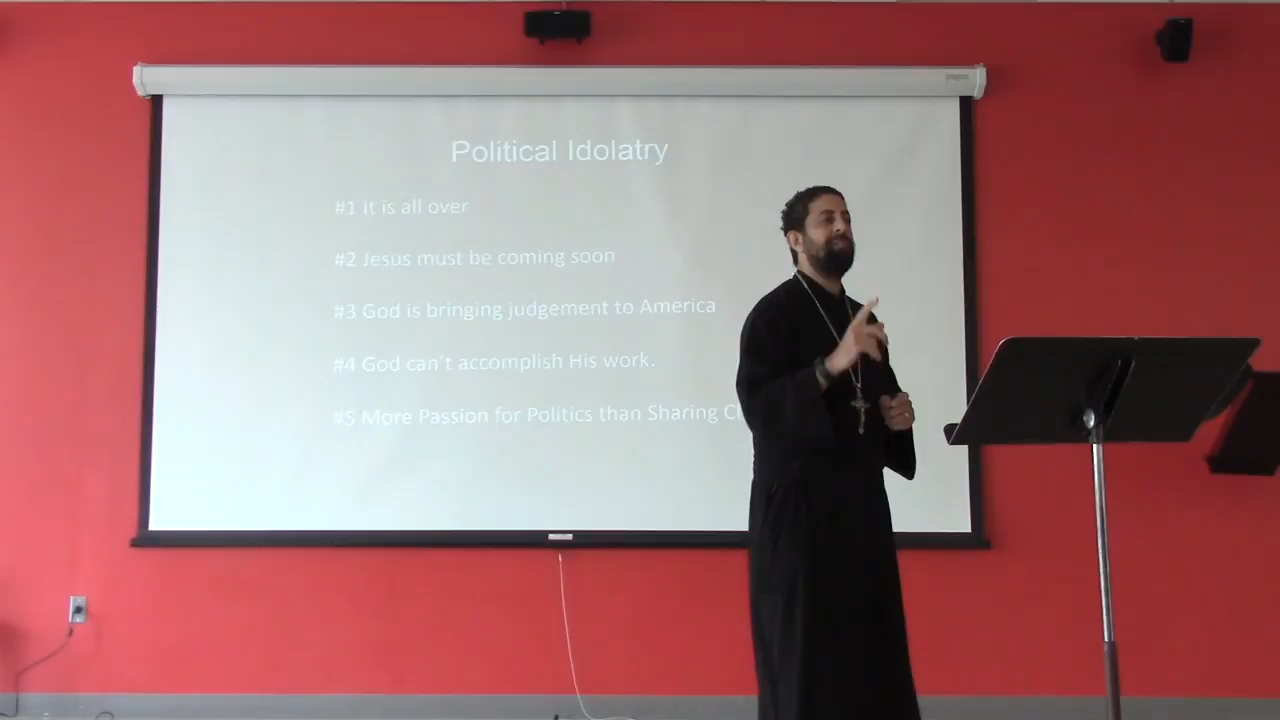 Political Idolatry
#1 It is all over
#2 Jesus must be coming soon
#3 God is bringing judgement to America
#4 God can't accomplish His work.
#5 More Passion for Politics than Sharing